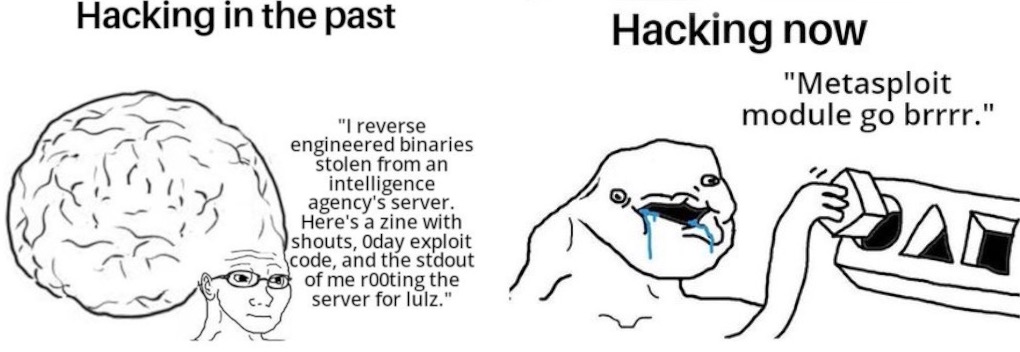 Hacking in the past
"I reverse
engineered binaries
stolen from an
intelligence
agency's server.
Here's a zine with
shouts, 0day exploit
code, and the stdout
of me r00ting the
server for lulz."
Hacking now
"Metasploit
module go brrrr."